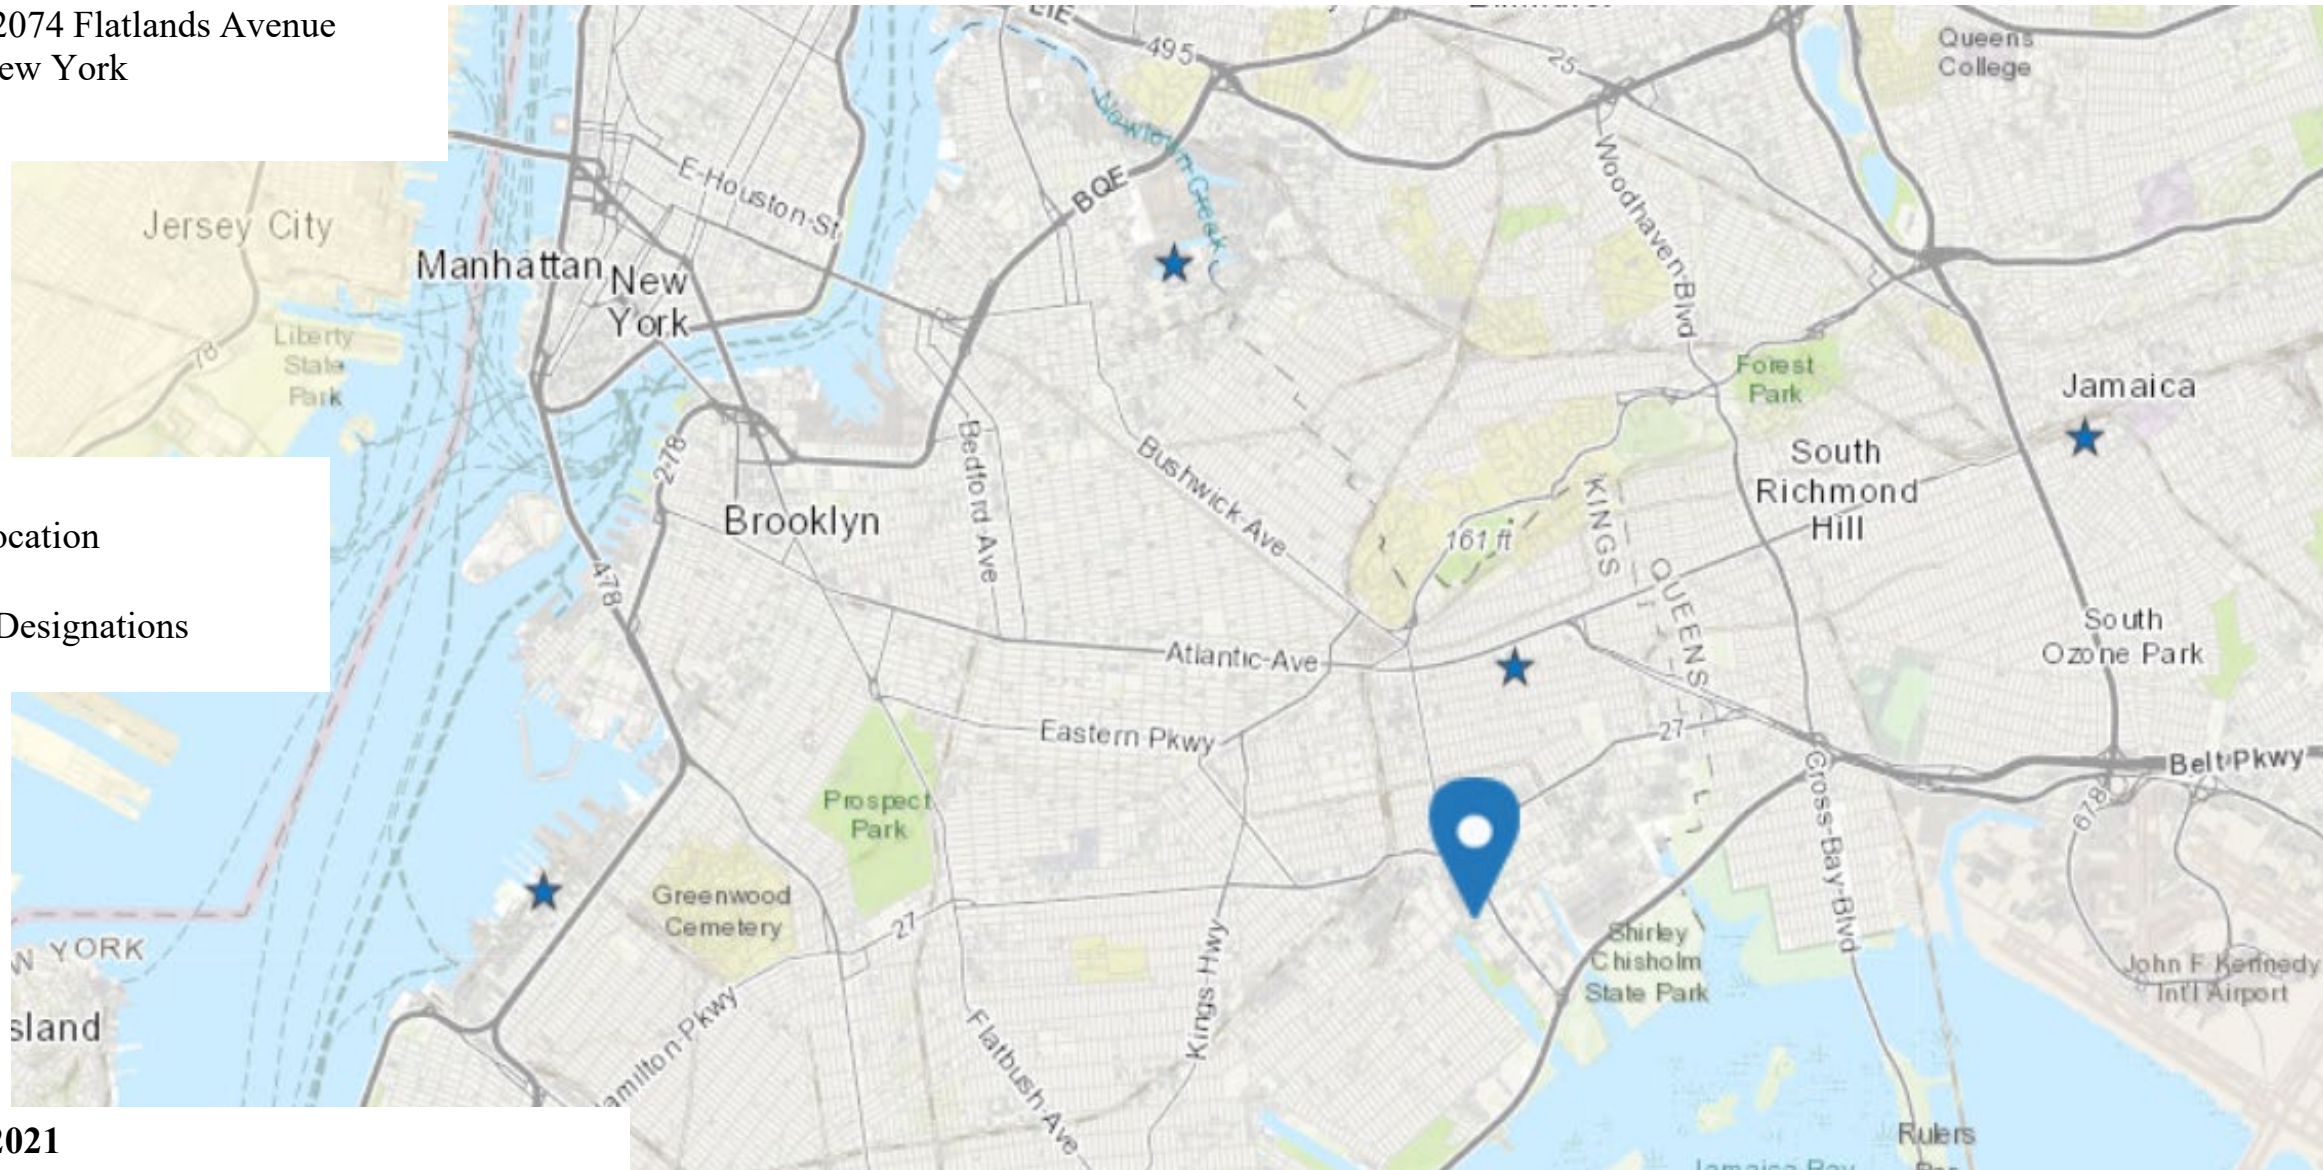 2074 Flatlands Avenue
ew York
495
25
Queens
College
Newtown Creek
E-Houston-St
BQE
Woodhaven Blvd
Jersey City
Manhattan
New
York
78
Liberty
State
Park
Forest
Park
Jamaica
278
Bedford Ave
Bushwick Ave
South
Richmond
Hill
Brooklyn
161 ft
KINGS
QUEENS
ocation
478
Designations
Atlantic-Ave
South
Ozone Park
Eastern Pkwy
27
Cross-Bay-Blvd
Belt Pkwy
678
Prospect
Park
Greenwood
Cemetery
27
Shirley
Chisholm
State Park
W YORK
Kings Hwy
John F Kennedy
Int'l Airport
sland
amilton Pkwy
Flatbush Ave
2021
Rulers
Jamaica Bay